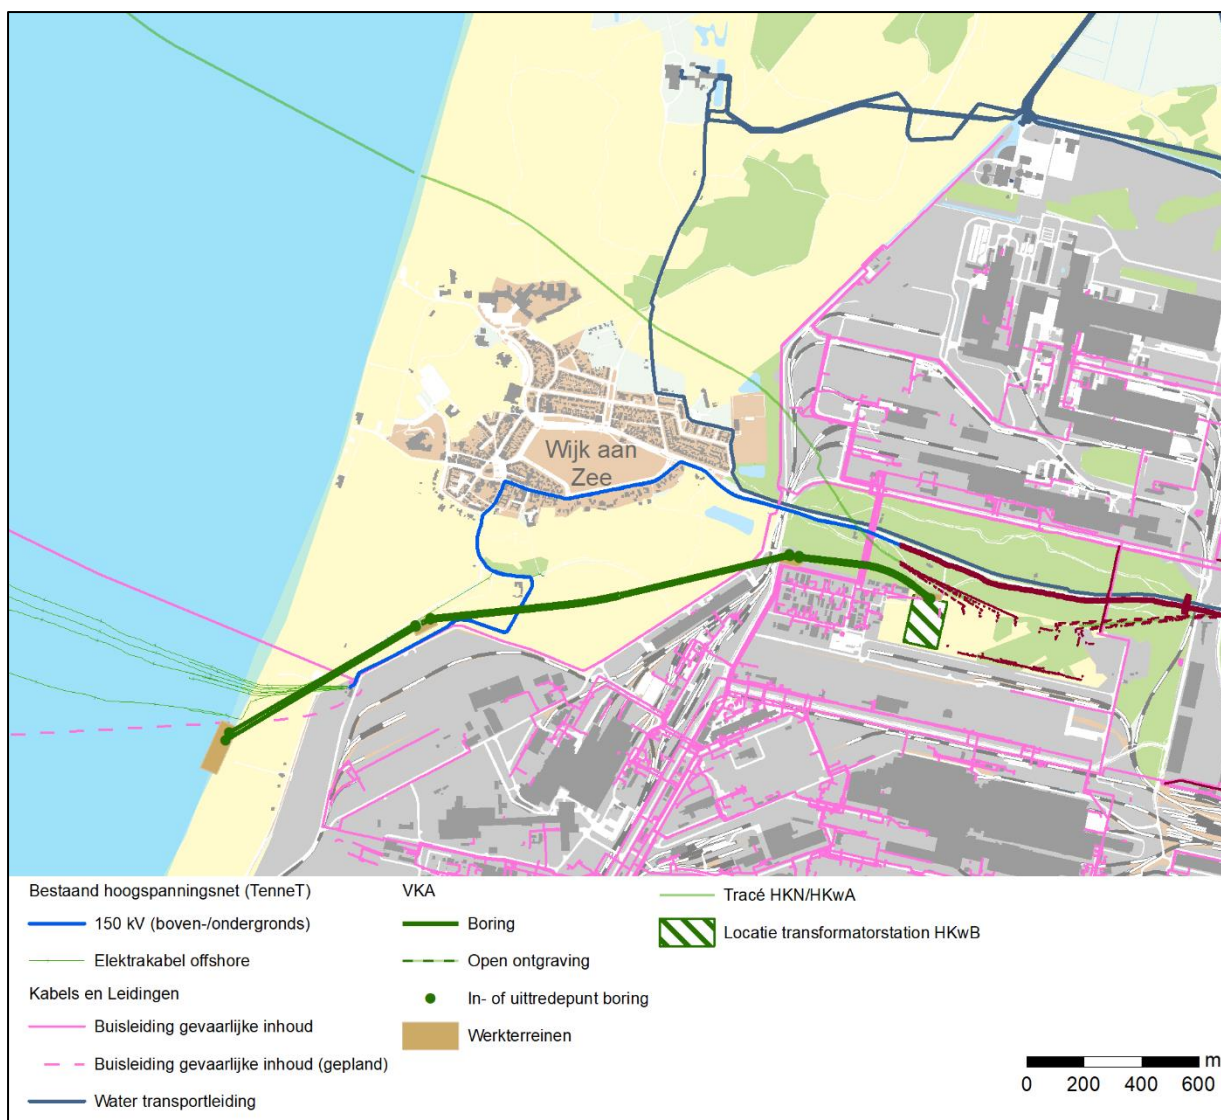 Wijk aan
Zee
Bestaand hoogspanningsnet (TenneT)
150 kV (boven-/ondergronds)
Elektrakabel offshore
Kabels en Leidingen
Buisleiding gevaarlijke inhoud
Buisleiding gevaarlijke inhoud (gepland)
Water transportleiding
VKA
Boring
Open ontgraving
In- of uittredepunt boring
Werkterreinen
Tracé HKN/HKwA
Locatie transformatorstation HKwB
m
0 200 400 600